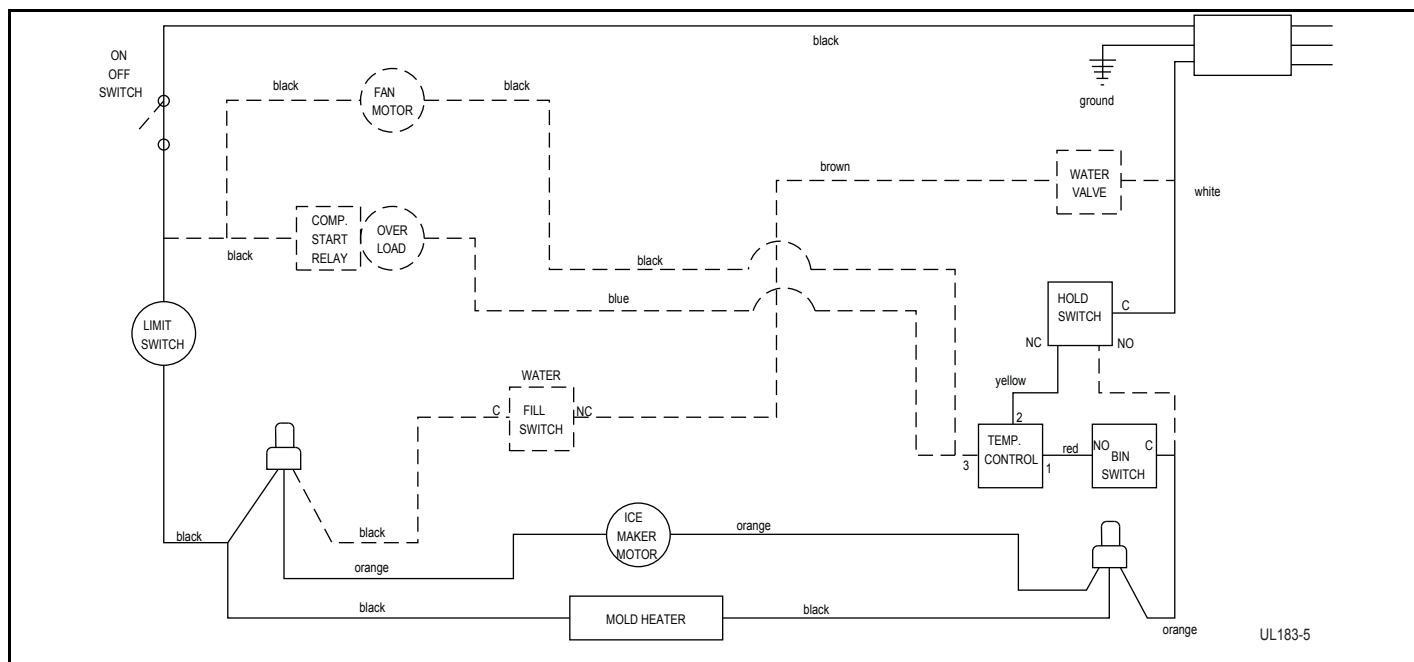 black
ON
OFF
SWITCH
black
FAN
MOTOR
black
ground
brown
WATER
VALVE
white
COMP.
START
RELAY
OVER
LOAD
black
black
blue
HOLD
SWITCH
C
NC
NO
LIMIT
SWITCH
WATER
C
FILL
SWITCH
NC
yellow
2
TEMP.
CONTROL
3
1
red
NO
C
BIN
SWITCH
black
black
ICE
MAKER
MOTOR
orange
orange
black
MOLD HEATER
black
orange
UL183-5